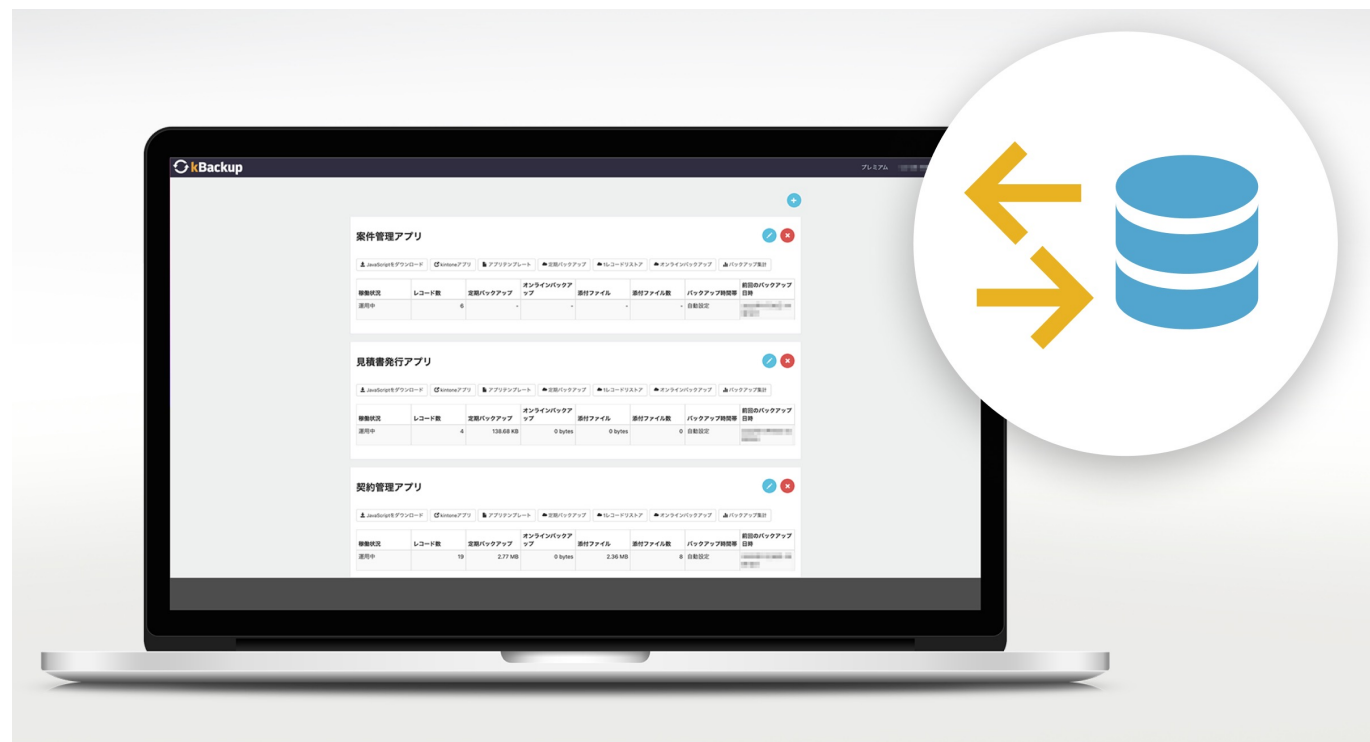 kBackup
プレミアム
案件管理アプリ
JavaScriptをダウンロード kintoneアプリ アプリテンプレート 定期バックアップ 1レコードリストア オンラインバックアップ バックアップ集計
稼働状況 レコード数 定期バックアップ オンラインバックアップ 添付ファイル 添付ファイル数 バックアップ時間帯 前回のバックアップ日時
運用中 6 - - - - 自動設定
見積書発行アプリ
JavaScriptをダウンロード kintoneアプリ アプリテンプレート 定期バックアップ 1レコードリストア オンラインバックアップ バックアップ集計
稼働状況 レコード数 定期バックアップ オンラインバックアップ 添付ファイル 添付ファイル数 バックアップ時間帯 前回のバックアップ日時
運用中 4 138.68 KB 0 bytes 0 bytes 0 自動設定
契約管理アプリ
JavaScriptをダウンロード kintoneアプリ アプリテンプレート 定期バックアップ 1レコードリストア オンラインバックアップ バックアップ集計
稼働状況 レコード数 定期バックアップ オンラインバックアップ 添付ファイル 添付ファイル数 バックアップ時間帯 前回のバックアップ日時
運用中 19 2.77 MB 0 bytes 2.36 MB 8 自動設定